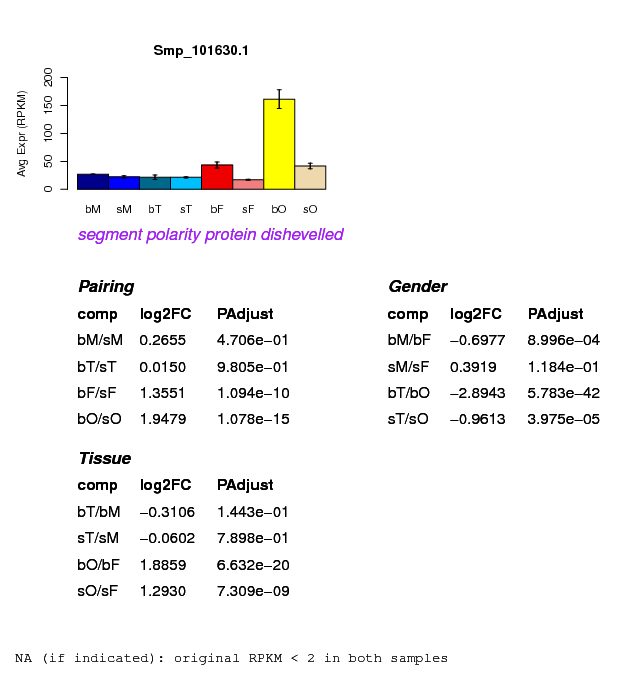 Smp_101630.1
Avg Expr (RPKM)
200
150
100
50
0
bM sM bT sT bF sF bO sO
segment polarity protein dishevelled
Pairing
comp log2FC PAdjust
bM/sM 0.2655 4.706e−01
bT/sT 0.0150 9.805e−01
bF/sF 1.3551 1.094e−10
bO/sO 1.9479 1.078e−15
Gender
comp log2FC PAdjust
bM/bF −0.6977 8.996e−04
sM/sF 0.3919 1.184e−01
bT/bO −2.8943 5.783e−42
sT/sO −0.9613 3.975e−05
Tissue
comp log2FC PAdjust
bT/bM −0.3106 1.443e−01
sT/sM −0.0602 7.898e−01
bO/bF 1.8859 6.632e−20
sO/sF 1.2930 7.309e−09
NA (if indicated): original RPKM < 2 in both samples